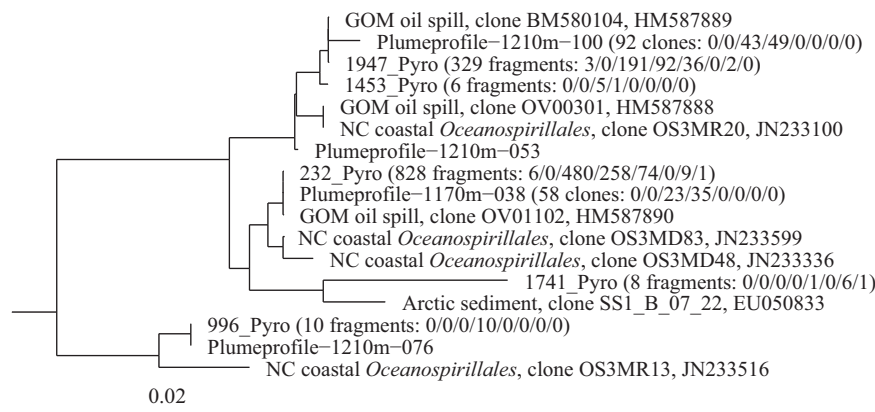 GOM oil spill, clone BM580104, HM587889
Plumeprofile−1210m−100 (92 clones: 0/0/43/49/0/0/0/0)
1947_Pyro (329 fragments: 3/0/191/92/36/0/2/0)
1453_Pyro (6 fragments: 0/0/5/1/0/0/0/0)
GOM oil spill, clone OV00301, HM587888
NC coastal Oceanospirillales, clone OS3MR20, JN233100
Plumeprofile−1210m−053
232_Pyro (828 fragments: 6/0/480/258/74/0/9/1)
Plumeprofile−1170m−038 (58 clones: 0/0/23/35/0/0/0/0)
GOM oil spill, clone OV01102, HM587890
NC coastal Oceanospirillales, clone OS3MD83, JN233599
NC coastal Oceanospirillales, clone OS3MD48, JN233336
1741_Pyro (8 fragments: 0/0/0/0/1/0/6/1)
Arctic sediment, clone SS1_B_07_22, EU050833
996_Pyro (10 fragments: 0/0/0/10/0/0/0/0)
Plumeprofile−1210m−076
NC coastal Oceanospirillales, clone OS3MR13, JN233516
0.02